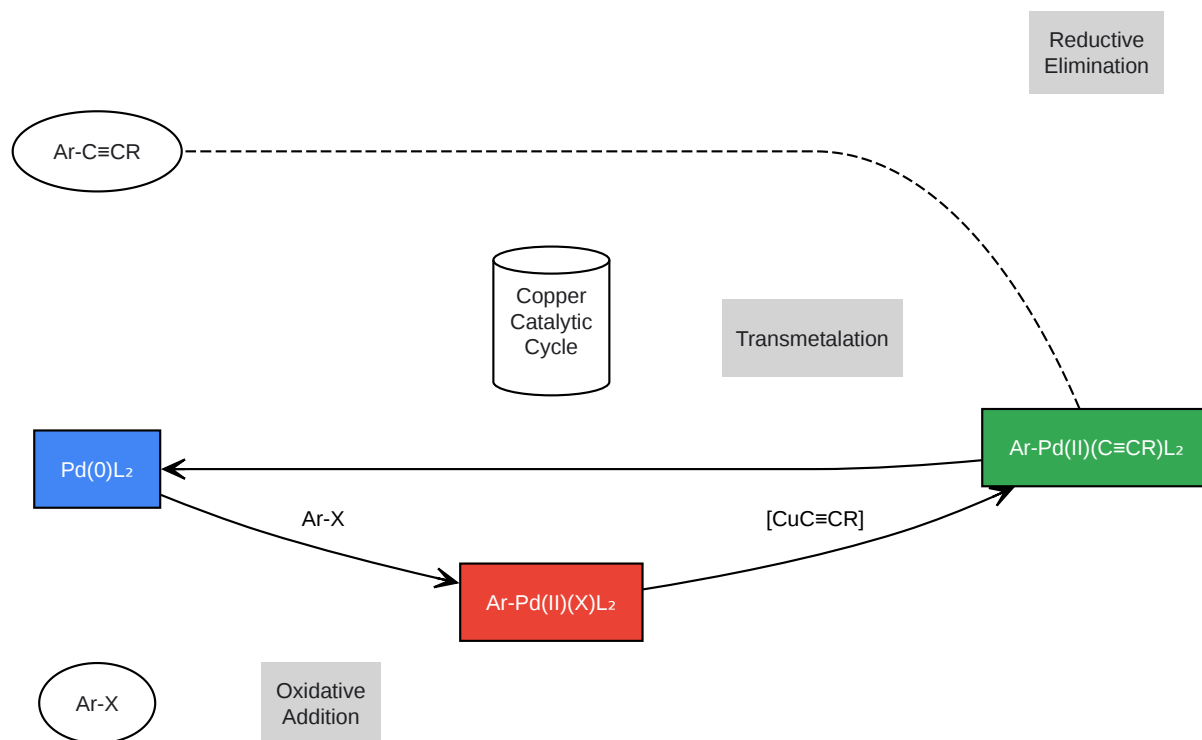 Reductive
Elimination
Ar-C≡CR
Copper
Catalytic
Cycle
Transmetalation
Ar-Pd(II)(C≡CR)L₂
Pd(0)L₂
Ar-X
[CuC≡CR]
Ar-Pd(II)(X)L₂
Ar-X
Oxidative
Addition